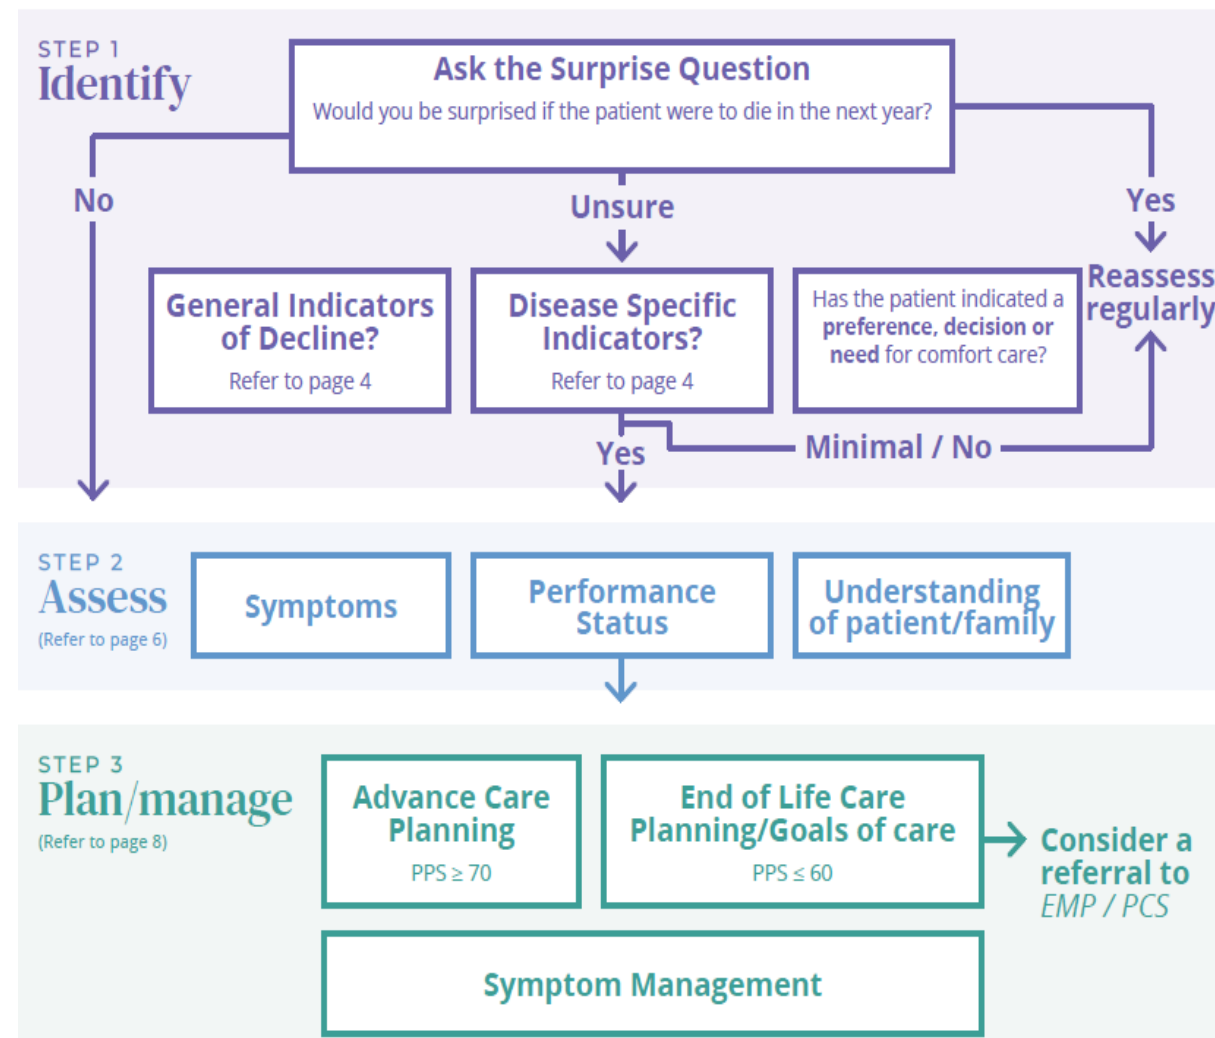 STEP 1
Identify
Ask the Surprise Question
Would you be surprised if the patient were to die in the next year?
No
Unsure
Yes
General Indicators
of Decline?
Refer to page 4
Disease Specific
Indicators?
Refer to page 4
Has the patient indicated a
preference, decision or
need for comfort care?
Reassess
regularly
Yes
Minimal / No
STEP 2
Assess
(Refer to page 6)
Symptoms
Performance
Status
Understanding
of patient/family
STEP 3
Plan/manage
(Refer to page 8)
Advance Care
Planning
PPS ≥ 70
End of Life Care
Planning/Goals of care
PPS ≤ 60
Consider a
referral to
EMP / PCS
Symptom Management